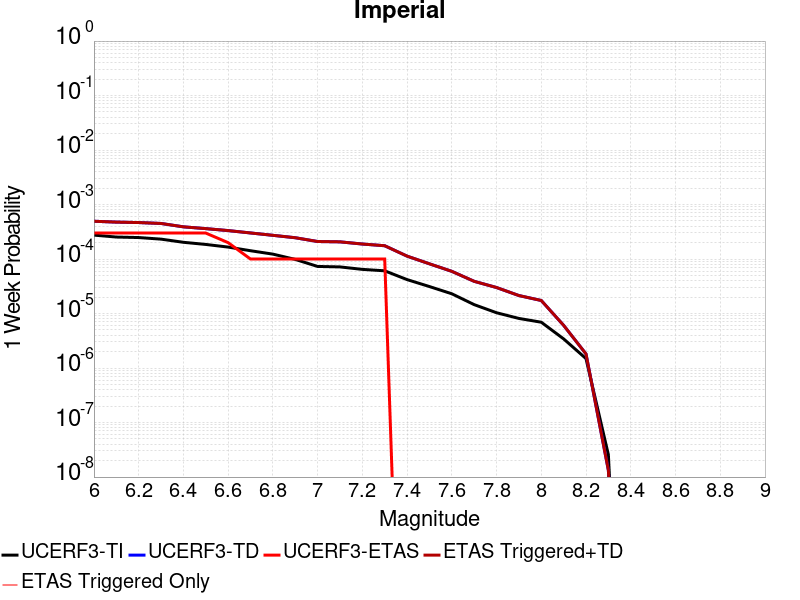 Imperial
10^0
10^-1
10^-2
10^-3
10^-4
10^-5
10^-6
10^-7
10^-8
1 Week Probability
6 6.2 6.4 6.6 6.8 7 7.2 7.4 7.6 7.8 8 8.2 8.4 8.6 8.8 9
Magnitude
UCERF3-TI UCERF3-TD UCERF3-ETAS ETAS Triggered+TD
ETAS Triggered Only